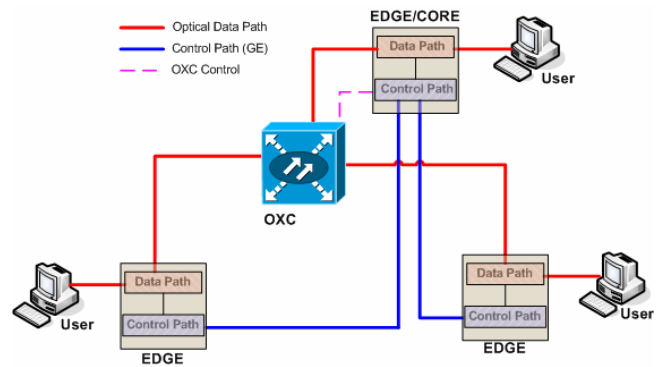 Optical Data Path
Control Path (GE)
OXC Control
EDGE/CORE
Data Path
Control Path
User
OXC
Data Path
Control Path
User
EDGE
Data Path
Control Path
User
EDGE